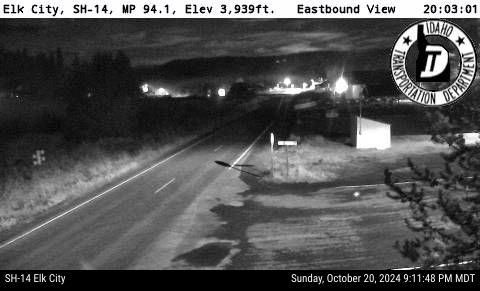 Elk City, SH-14, MP 94.1, Elev 3,939ft. Eastbound View 20:03:01
IDAHO
TRANSPORTATION DEPARTMENT
SH-14 Elk City Sunday, October 20, 2024 9:11:48 PM MDT